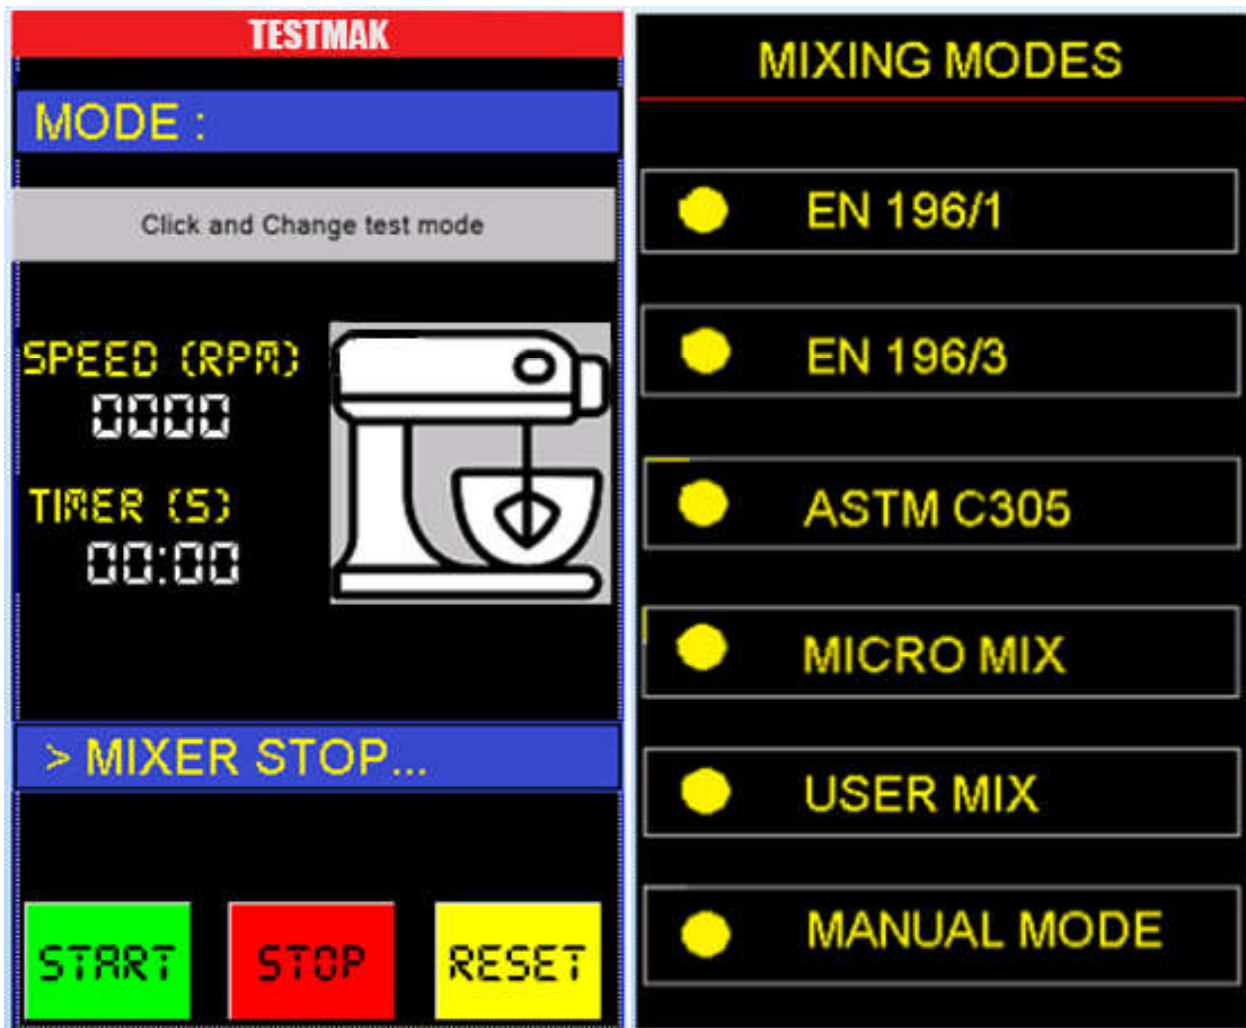 TESTMAK
MODE :
Click and Change test mode
SPEED (RPM)
0000
TIMER (S)
00:00
> MIXER STOP...
START
STOP
RESET
MIXING MODES
EN 196/1
EN 196/3
ASTM C305
MICRO MIX
USER MIX
MANUAL MODE